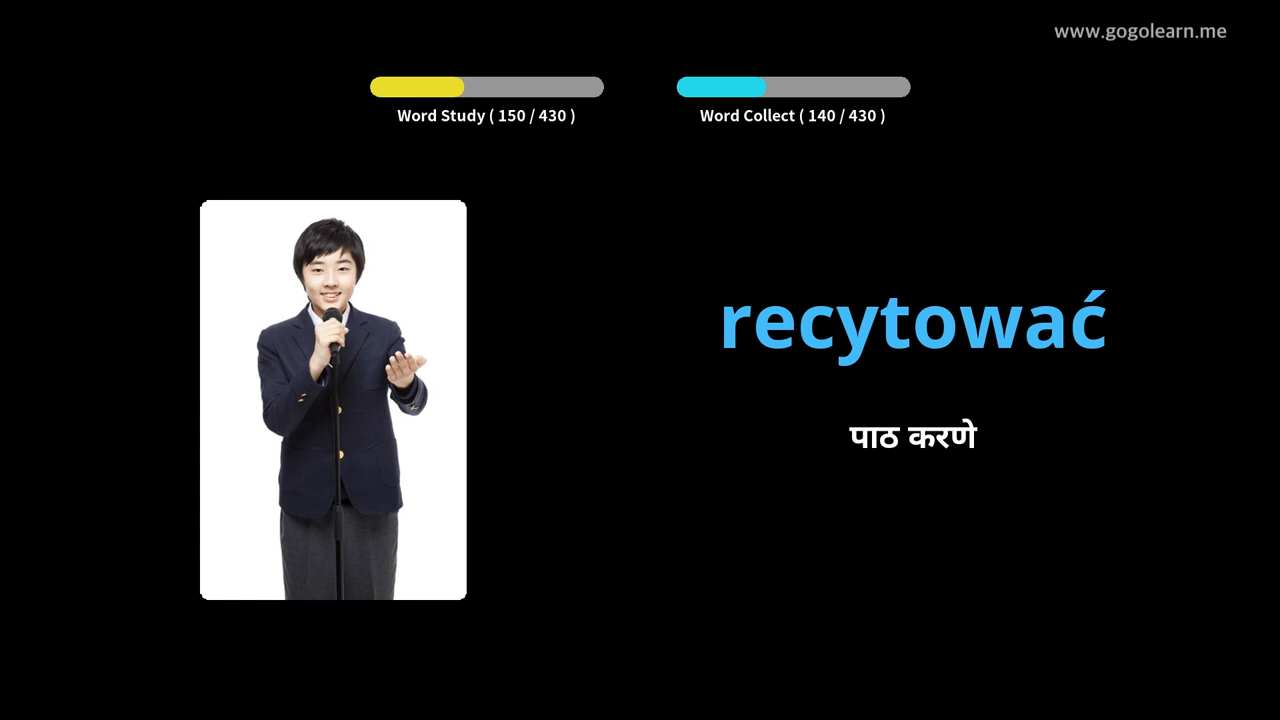 www.gogolearn.me
Word Study ( 150 / 430 )
Word Collect ( 140 / 430 )
recytować
पाठ करणे